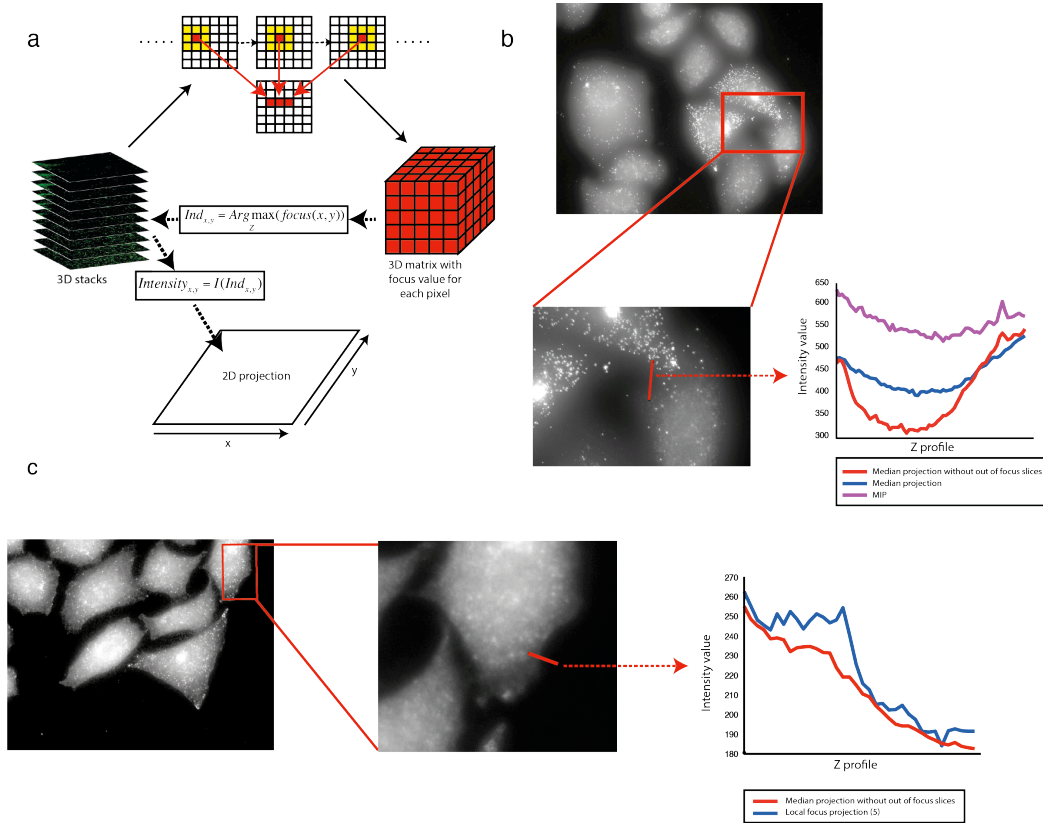 a
Ind x,y = Arg max(focus(x, y))
Z
3D stacks
3D matrix with
focus value for
each pixel
Intensity x,y = I(Ind x,y)
2D projection
y
x
b
650
600
550
500
450
400
350
300
Intensity value
Z profile
Median projection without out of focus slices
Median projection
MIP
c
270
260
250
240
230
220
210
200
190
180
Intensity value
Z profile
Median projection without out of focus slices
Local focus projection (5)